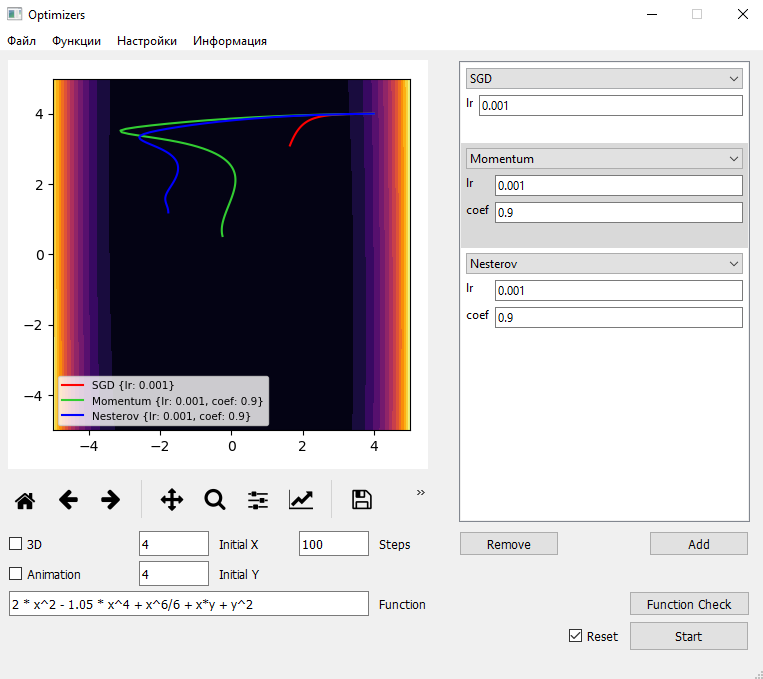 Optimizers
Файл Функции Настройки Информация
4
2
0
−2
−4
−4 −2 0 2 4
SGD {lr: 0.001}
Momentum {lr: 0.001, coef: 0.9}
Nesterov {lr: 0.001, coef: 0.9}
SGD
lr 0.001
Momentum
lr 0.001
coef 0.9
Nesterov
lr 0.001
coef 0.9
»
3D 4 Initial X 100 Steps
Remove Add
Animation 4 Initial Y
2 * x^2 - 1.05 * x^4 + x^6/6 + x*y + y^2 Function
Function Check
Reset Start